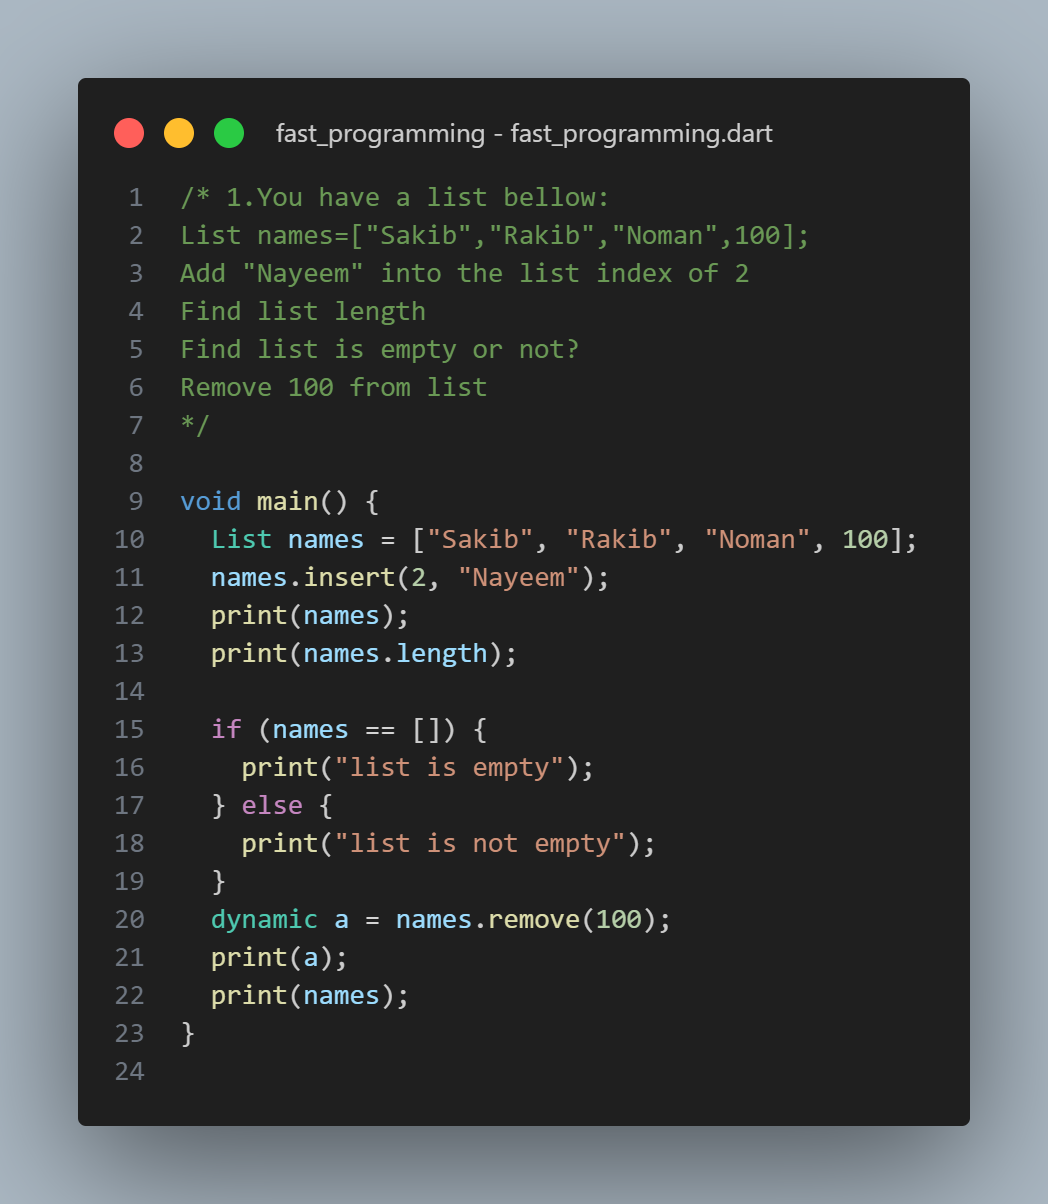 fast_programming - fast_programming.dart
1 /* 1.You have a list bellow:
2 List names=["Sakib","Rakib","Noman",100];
3 Add "Nayeem" into the list index of 2
4 Find list length
5 Find list is empty or not?
6 Remove 100 from list
7 */
8
9 void main() {
10   List names = ["Sakib", "Rakib", "Noman", 100];
11   names.insert(2, "Nayeem");
12   print(names);
13   print(names.length);
14
15   if (names == []) {
16     print("list is empty");
17   } else {
18     print("list is not empty");
19   }
20   dynamic a = names.remove(100);
21   print(a);
22   print(names);
23 }
24